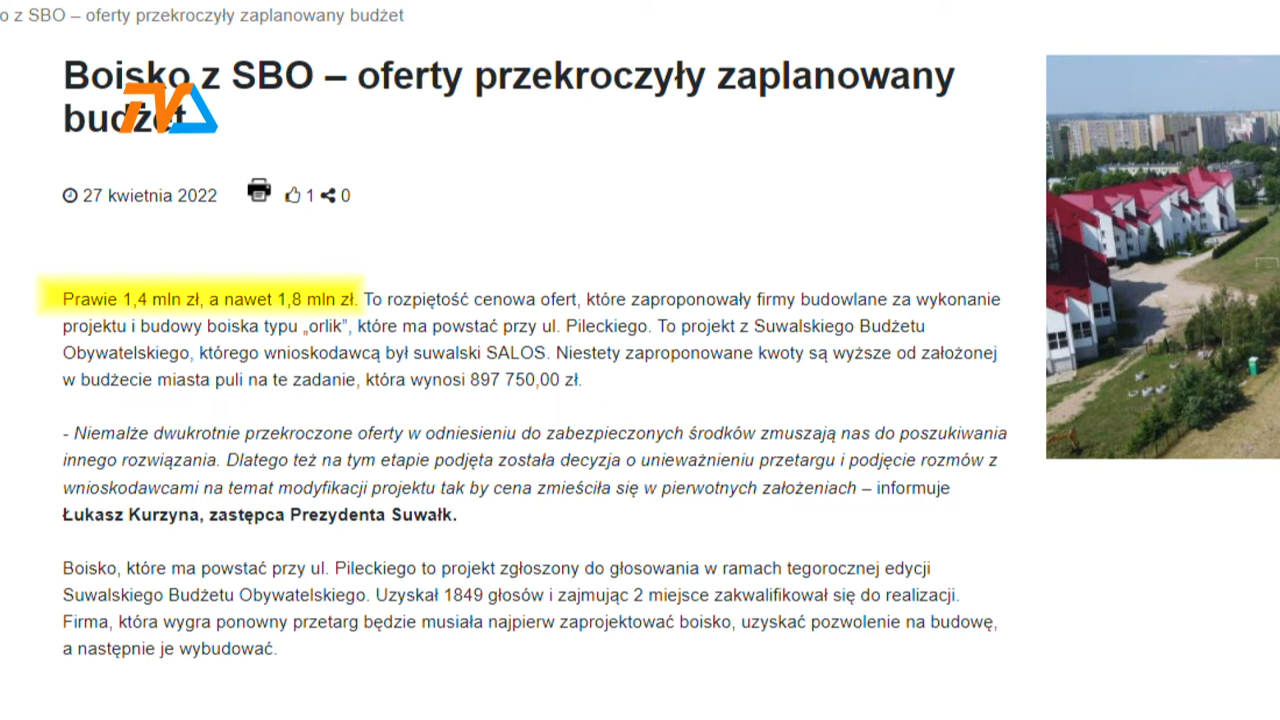 o z SBO – oferty przekroczyły zaplanowany budżet
Boisko z SBO – oferty przekroczyły zaplanowany
budżet
TVA
27 kwietnia 2022 1 0
Prawie 1,4 mln zł, a nawet 1,8 mln zł. To rozpiętość cenowa ofert, które zaproponowały firmy budowlane za wykonanie
projektu i budowy boiska typu „orlik”, które ma powstać przy ul. Pileckiego. To projekt z Suwalskiego Budżetu
Obywatelskiego, którego wnioskodawcą był suwalski SALOS. Niestety zaproponowane kwoty są wyższe od założonej
w budżecie miasta puli na te zadanie, która wynosi 897 750,00 zł.
- Niemalże dwukrotnie przekroczone oferty w odniesieniu do zabezpieczonych środków zmuszają nas do poszukiwania
innego rozwiązania. Dlatego też na tym etapie podjęta została decyzja o unieważnieniu przetargu i podjęcie rozmów z
wnioskodawcami na temat modyfikacji projektu tak by cena zmieściła się w pierwotnych założeniach – informuje
Łukasz Kurzyna, zastępca Prezydenta Suwałk.
Boisko, które ma powstać przy ul. Pileckiego to projekt zgłoszony do głosowania w ramach tegorocznej edycji
Suwalskiego Budżetu Obywatelskiego. Uzyskał 1849 głosów i zajmując 2 miejsce zakwalifikował się do realizacji.
Firma, która wygra ponowny przetarg będzie musiała najpierw zaprojektować boisko, uzyskać pozwolenie na budowę,
a następnie je wybudować.